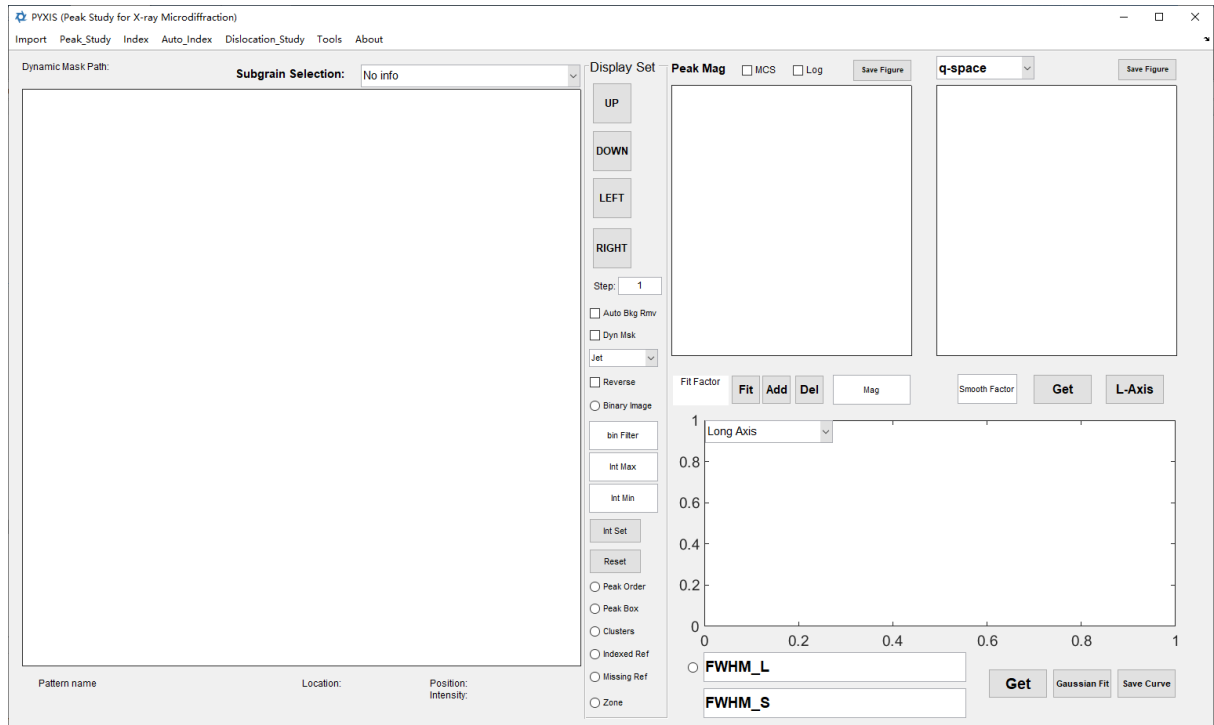 PYXIS (Peak Study for X-ray Microdiffraction)
Import Peak_Study Index Auto_Index Dislocation_Study Tools About
Dynamic Mask Path:
Subgrain Selection: No info
Display Set
UP
DOWN
LEFT
RIGHT
Step: 1
Auto Bkg Rmv
Dyn Msk
Jet
Reverse
Binary Image
bin Filter
Int Max
Int Min
Int Set
Reset
Peak Order
Peak Box
Clusters
Indexed Ref
Missing Ref
Zone
Peak Mag MCS Log Save Figure
q-space Save Figure
Fit Factor Fit Add Del Mag Smooth Factor Get L-Axis
Long Axis
1
0.8
0.6
0.4
0.2
0
0 0.2 0.4 0.6 0.8 1
FWHM_L
FWHM_S
Get Gaussian Fit Save Curve
Pattern name Location: Position:
Intensity: